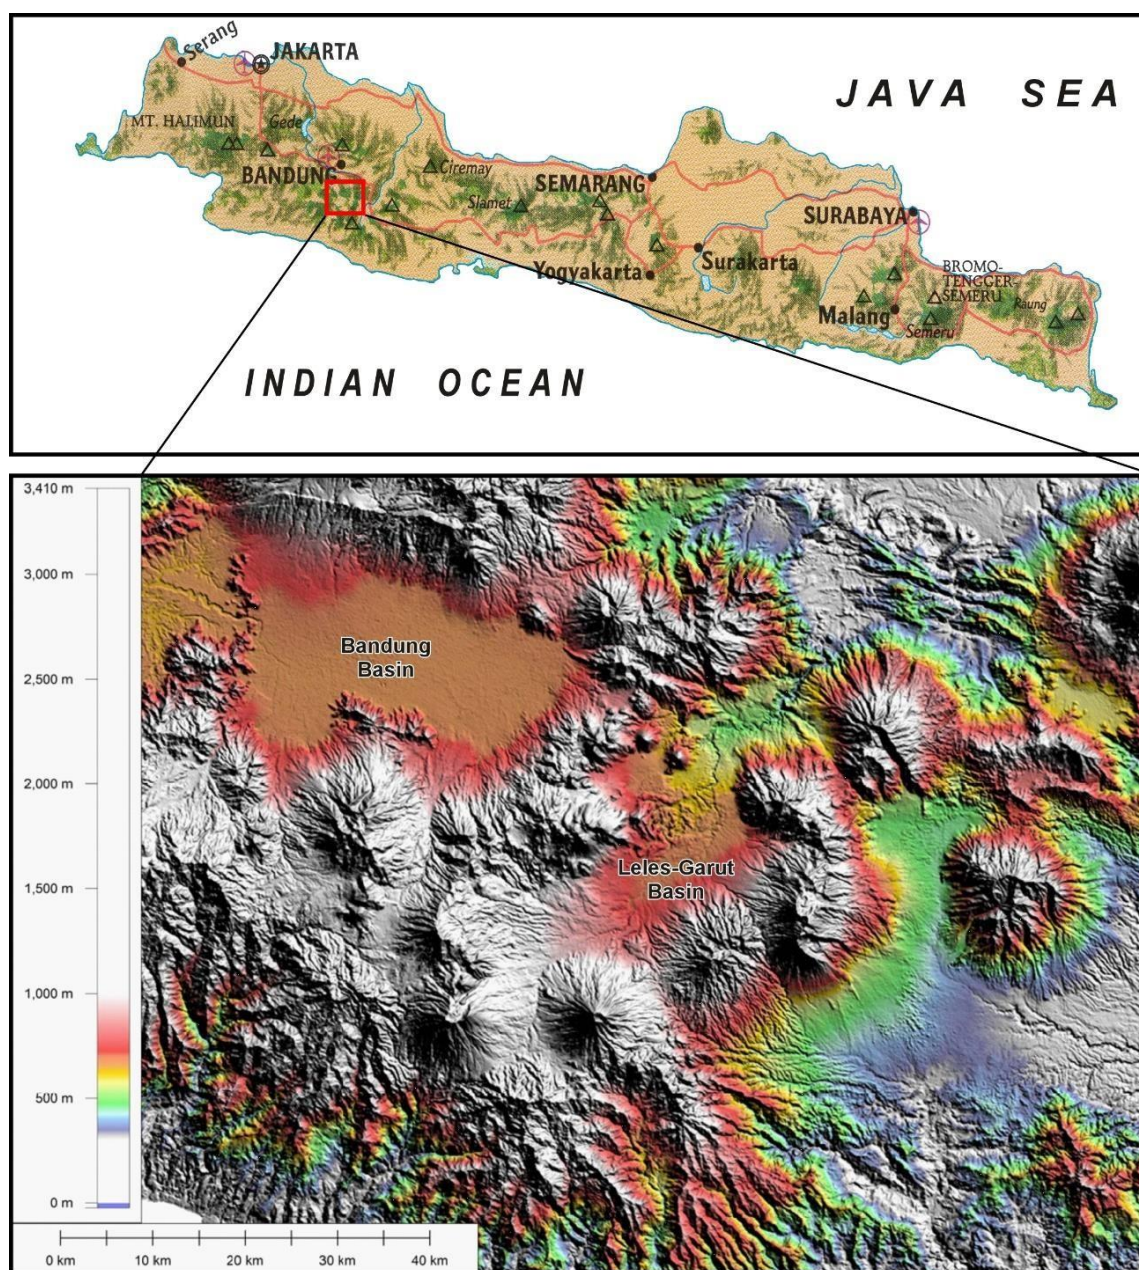 Serang
JAKARTA
JAVA SEA
MT. HALIMUN
Gede
BANDUNG
Ciremay
SEMARANG
Slamet
SURABAYA
Yogyakarta
Surakarta
BROMO-
TENGGER-
SEMERU
Raung
Malang
Semeru
INDIAN OCEAN
3,410 m
3,000 m
2,500 m
2,000 m
1,500 m
1,000 m
500 m
0 m
Bandung
Basin
Leles-Garut
Basin
0 km 10 km 20 km 30 km 40 km